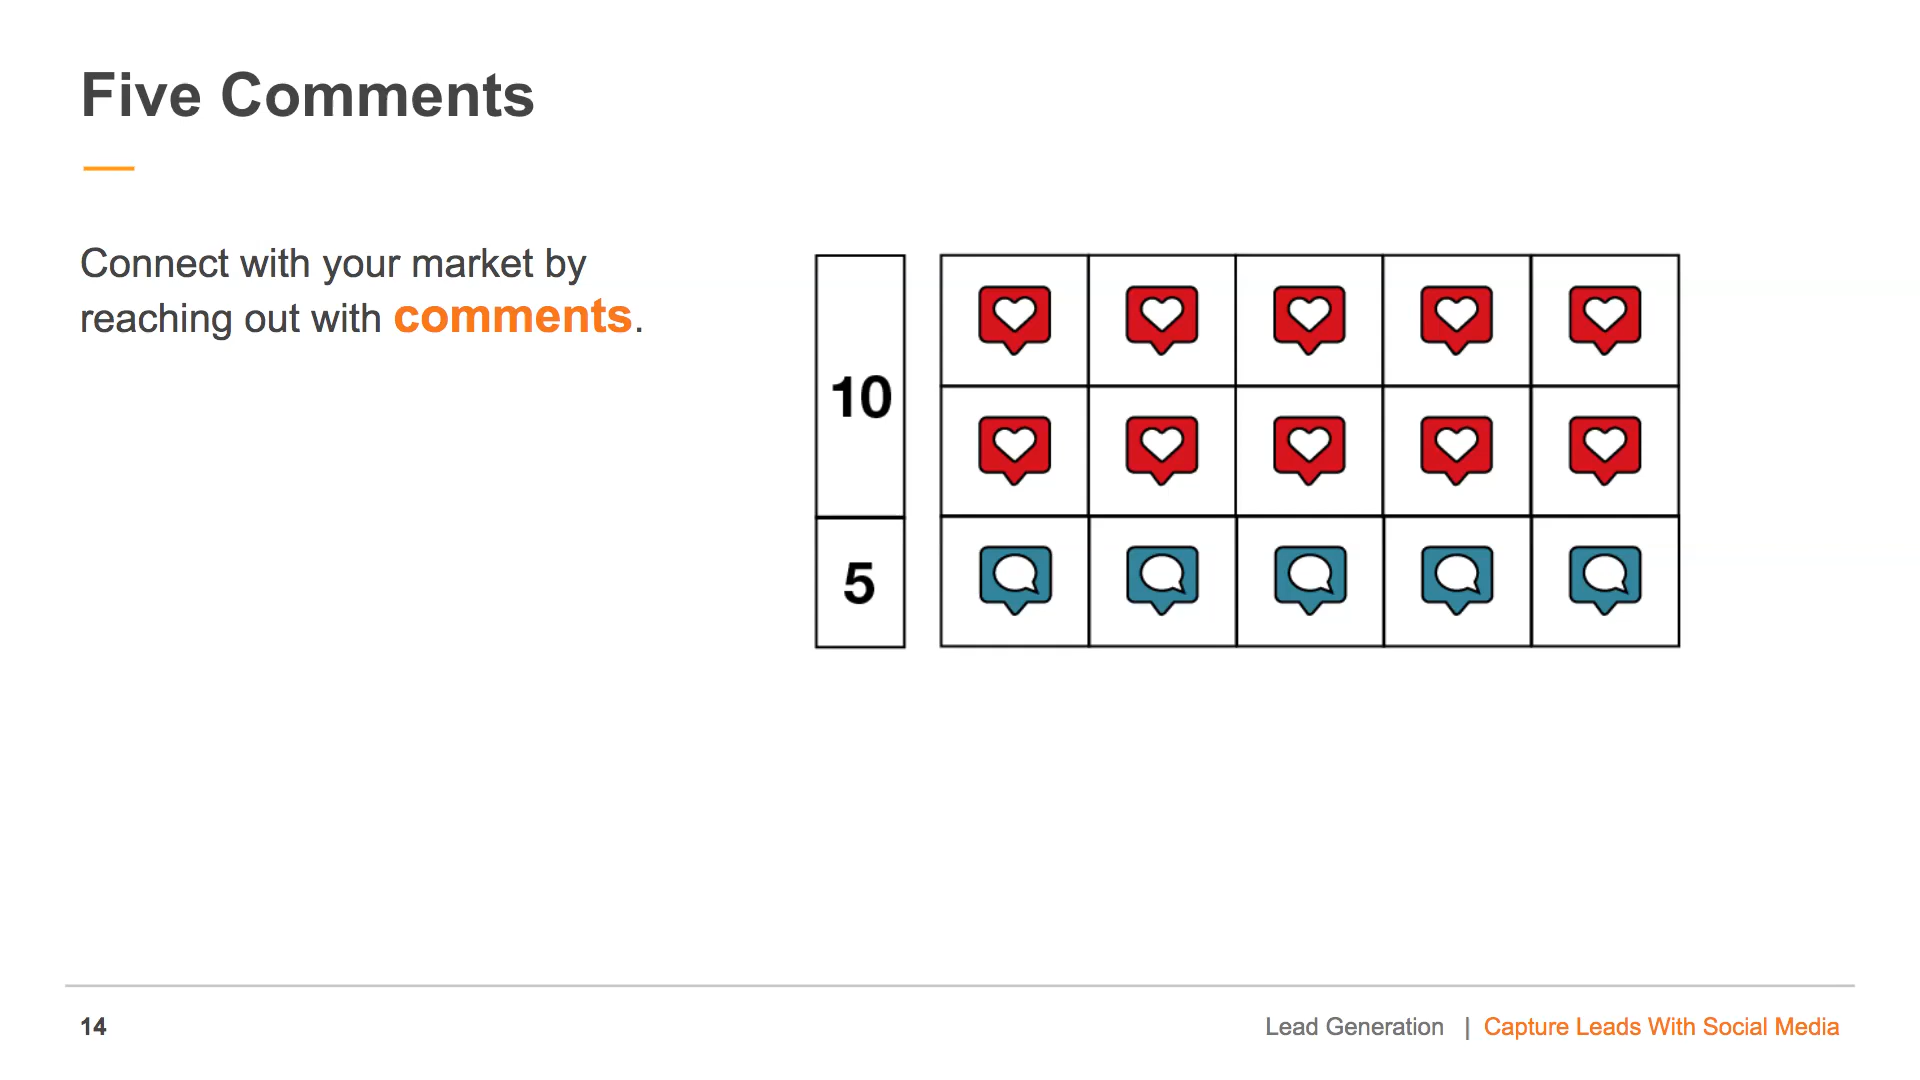 Five Comments
Connect with your market by
reaching out with comments.
10
5
14
Lead Generation | Capture Leads With Social Media